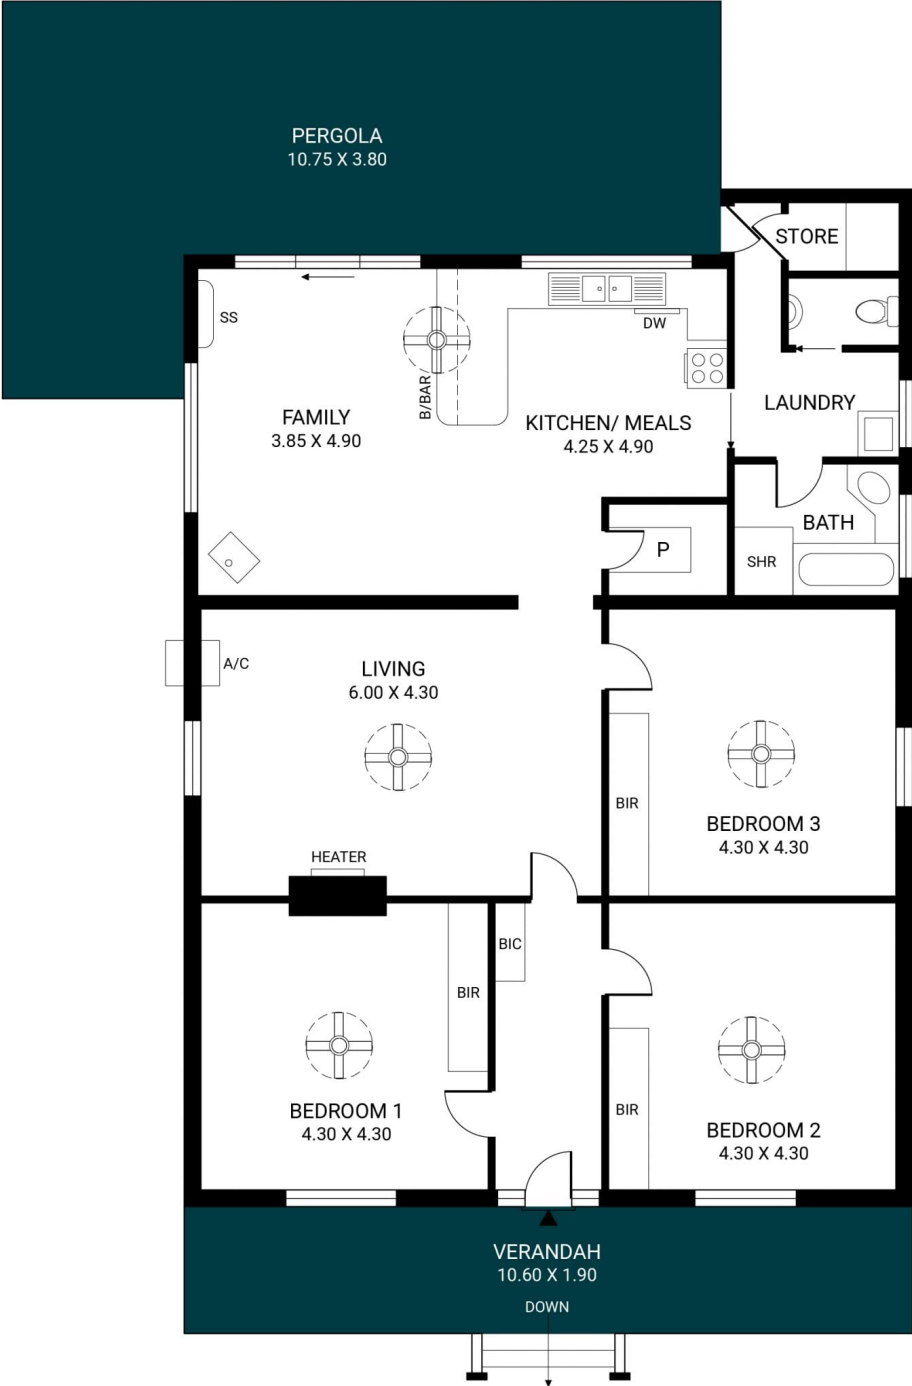 PERGOLA
10.75 X 3.80
STORE
SS
DW
B/BAR
FAMILY
3.85 X 4.90
KITCHEN/ MEALS
4.25 X 4.90
LAUNDRY
BATH
P
SHR
A/C
LIVING
6.00 X 4.30
BIR
BEDROOM 3
4.30 X 4.30
HEATER
BIC
BIR
BEDROOM 1
4.30 X 4.30
BIR
BEDROOM 2
4.30 X 4.30
VERANDAH
10.60 X 1.90
DOWN